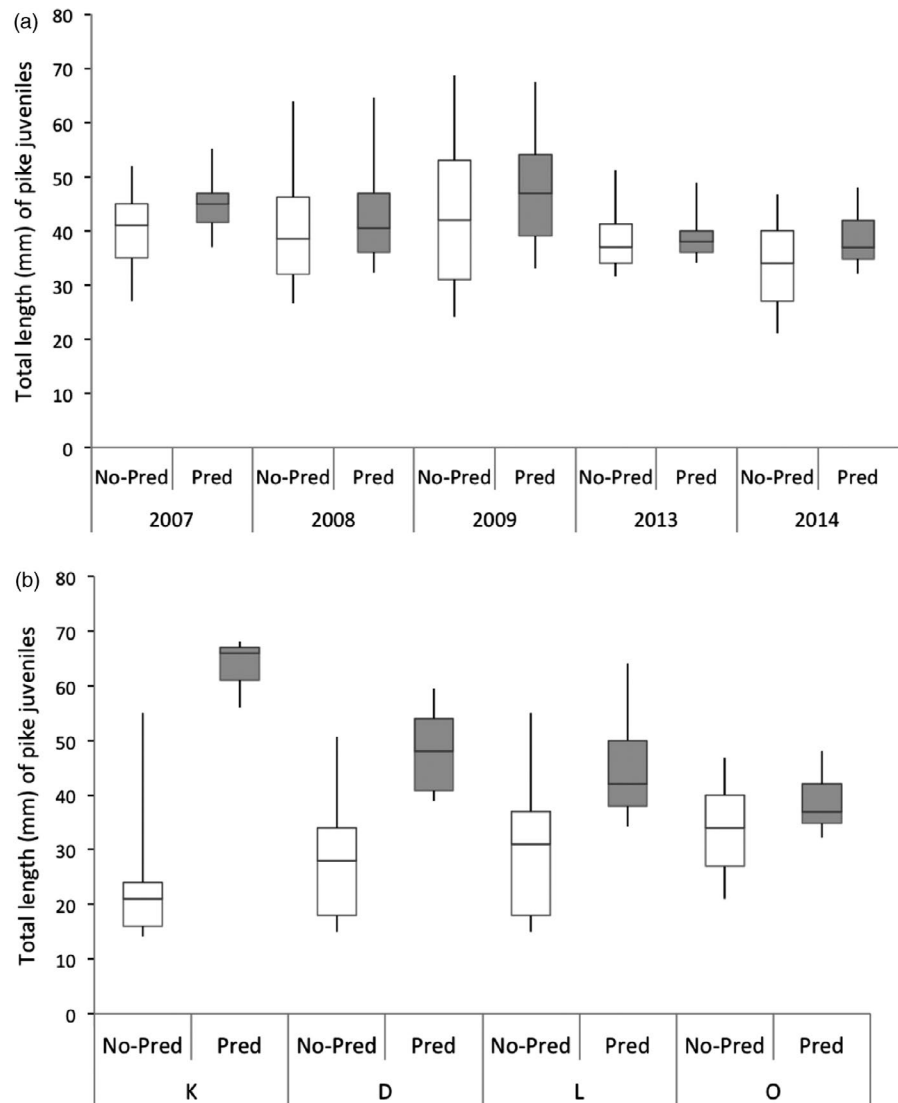 (a)
Total length (mm) of pike juveniles
80
70
60
50
40
30
20
10
0
No-Pred Pred No-Pred Pred No-Pred Pred No-Pred Pred No-Pred Pred
2007 2008 2009 2013 2014
(b)
Total length (mm) of pike juveniles
80
70
60
50
40
30
20
10
0
No-Pred Pred No-Pred Pred No-Pred Pred No-Pred Pred
K D L O